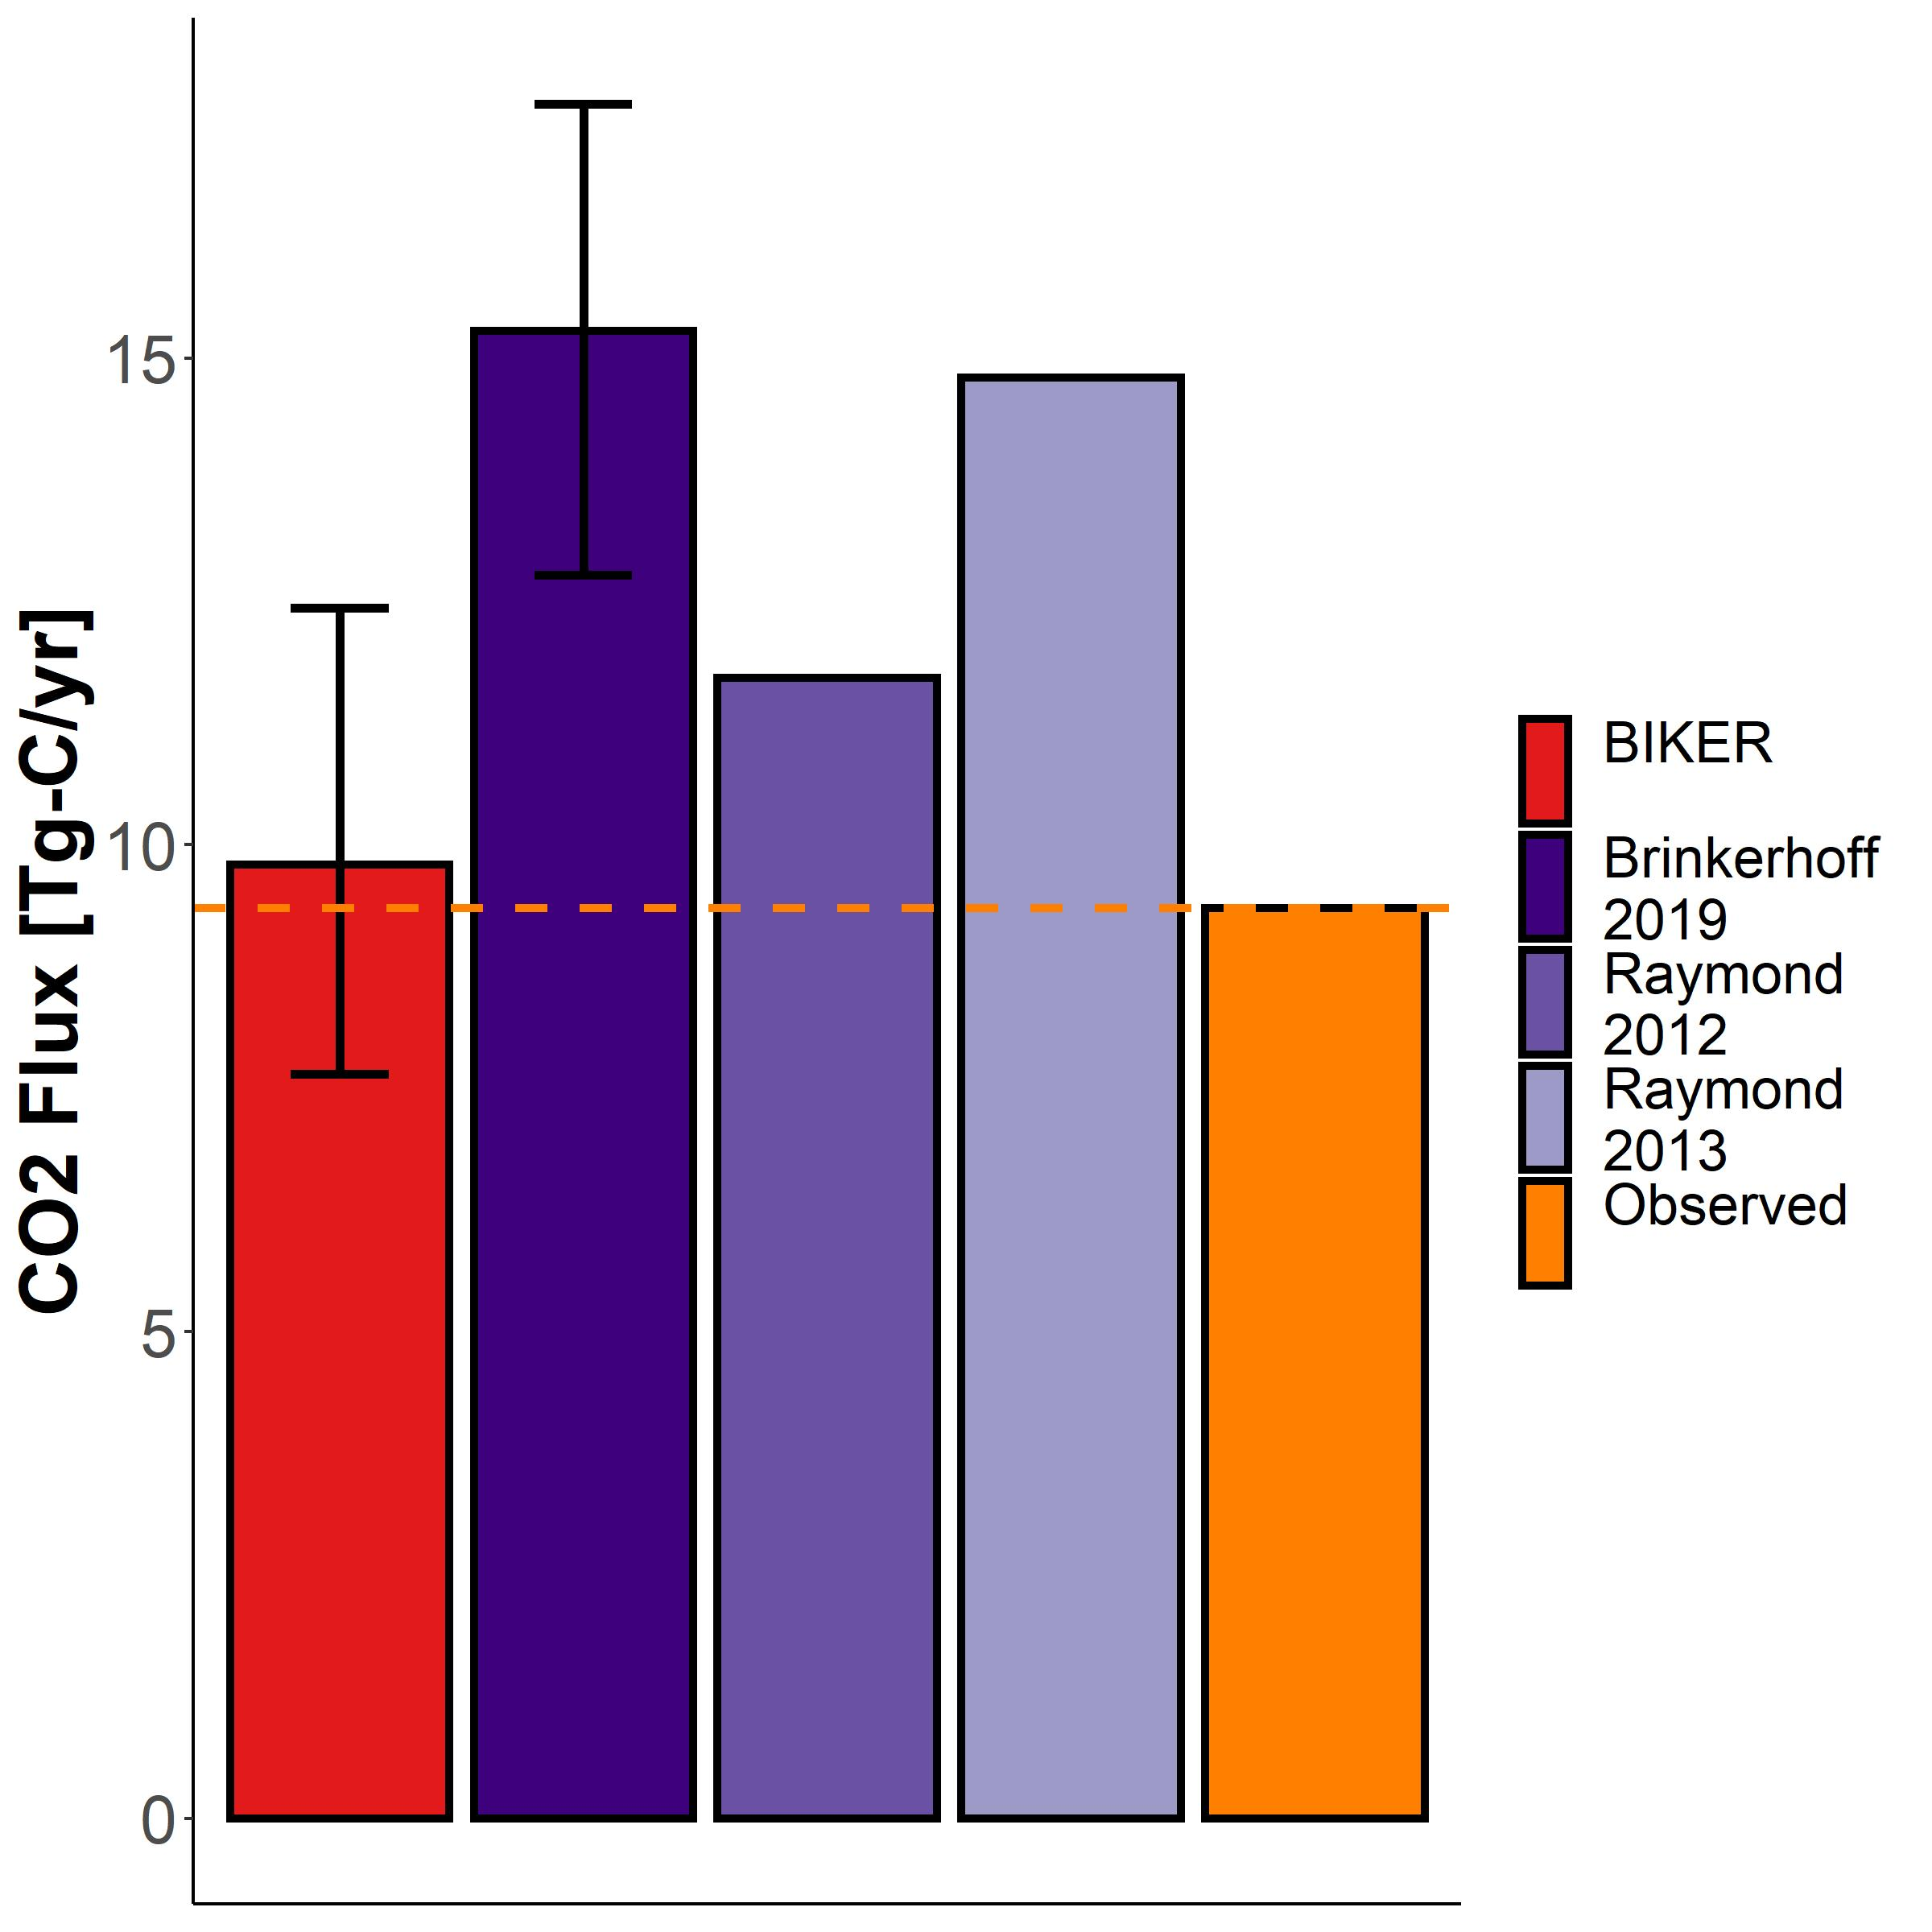 CO2 Flux [Tg-C/yr]
15
10
5
0
BIKER
Brinkerhoff
2019
Raymond
2012
Raymond
2013
Observed